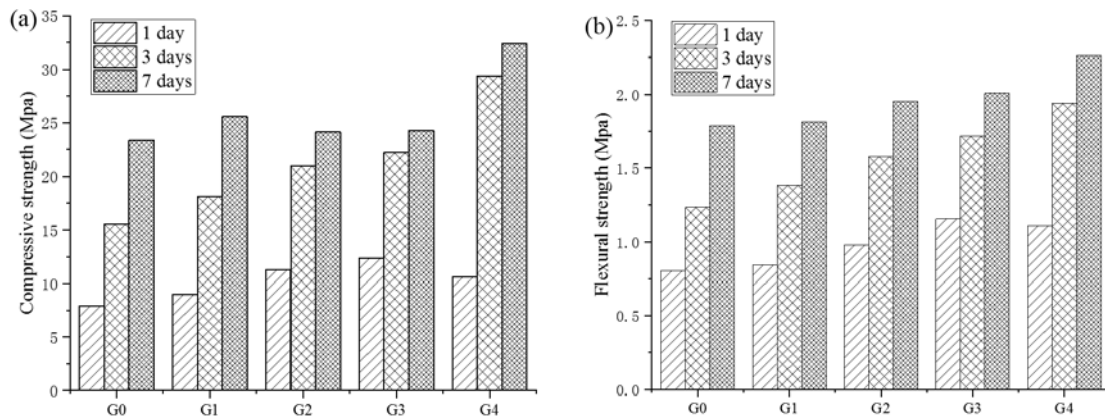 (a)
1 day
3 days
7 days
Compressive strength (Mpa)
35
30
25
20
15
10
5
0
G0 G1 G2 G3 G4
(b)
1 day
3 days
7 days
Flexural strength (Mpa)
2.5
2.0
1.5
1.0
0.5
0.0
G0 G1 G2 G3 G4